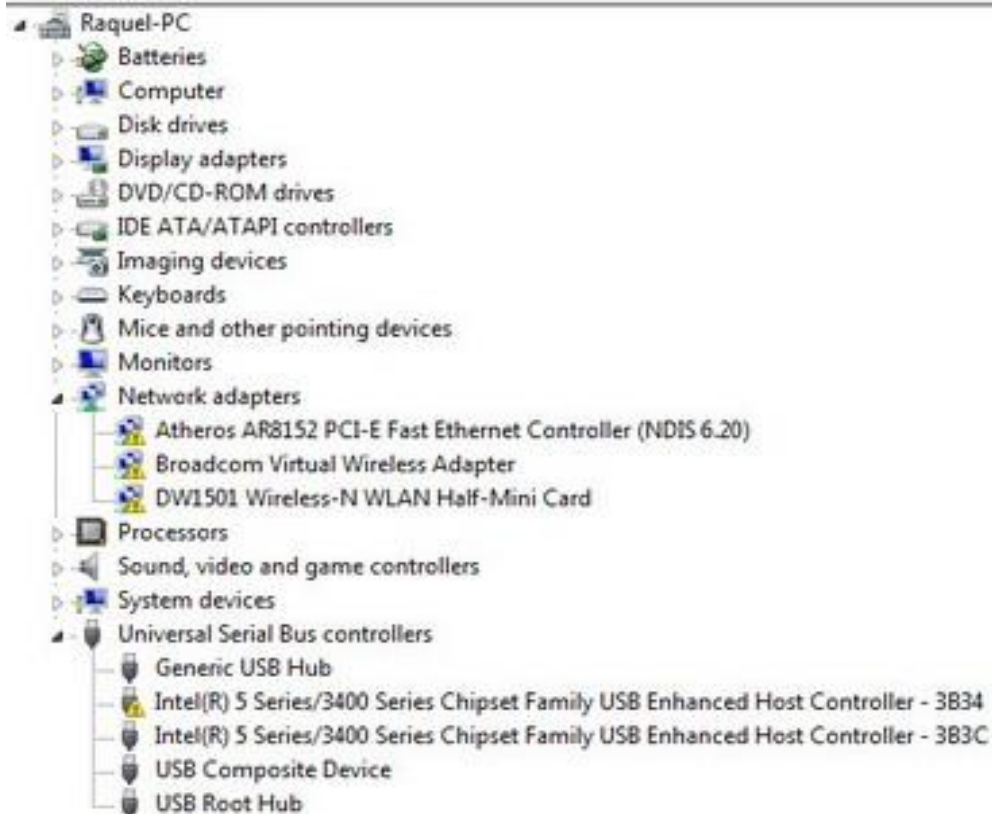 Raquel-PC
Batteries
Computer
Disk drives
Display adapters
DVD/CD-ROM drives
IDE ATA/ATAPI controllers
Imaging devices
Keyboards
Mice and other pointing devices
Monitors
Network adapters
Atheros AR8152 PCI-E Fast Ethernet Controller (NDIS 6.20)
Broadcom Virtual Wireless Adapter
DW1501 Wireless-N WLAN Half-Mini Card
Processors
Sound, video and game controllers
System devices
Universal Serial Bus controllers
Generic USB Hub
Intel(R) 5 Series/3400 Series Chipset Family USB Enhanced Host Controller - 3B34
Intel(R) 5 Series/3400 Series Chipset Family USB Enhanced Host Controller - 3B3C
USB Composite Device
USB Root Hub